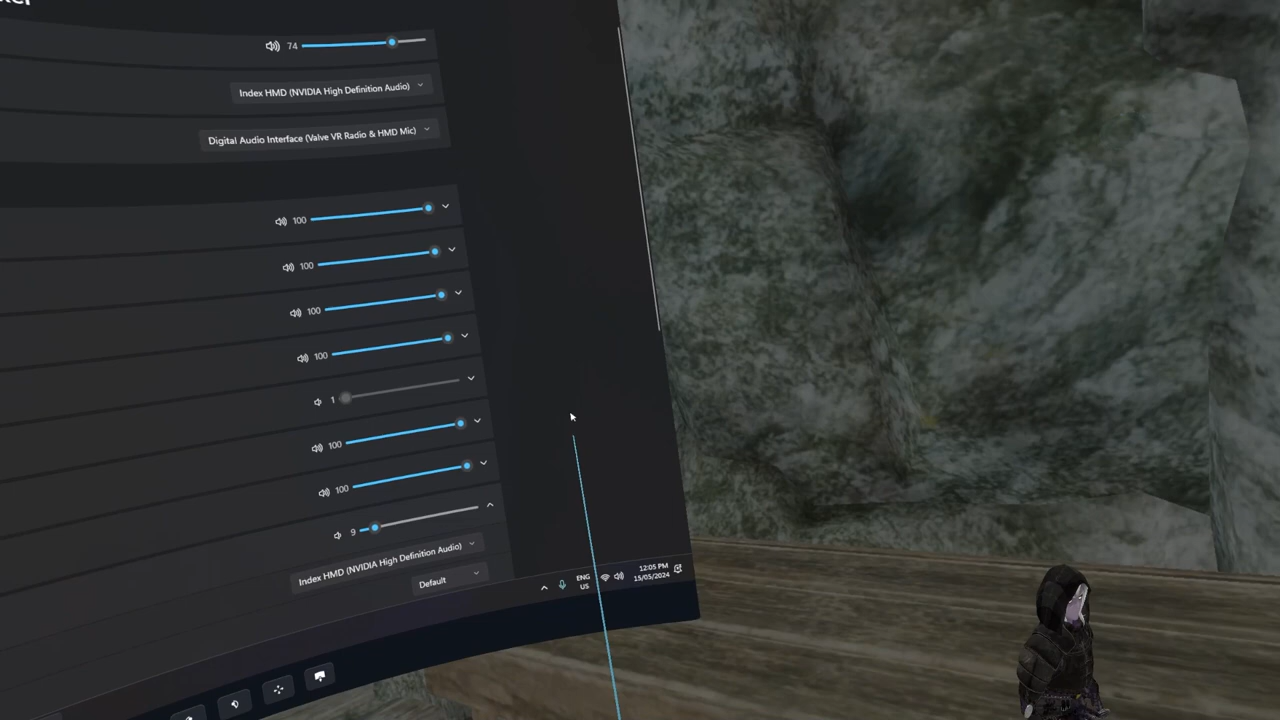 74
Index HMD (NVIDIA High Definition Audio)
Digital Audio Interface (Valve VR Radio & HMD Mic)
100
100
100
100
1
100
100
9
Index HMD (NVIDIA High Definition Audio)
Default
ENG
US
12:05 PM
15/05/2024